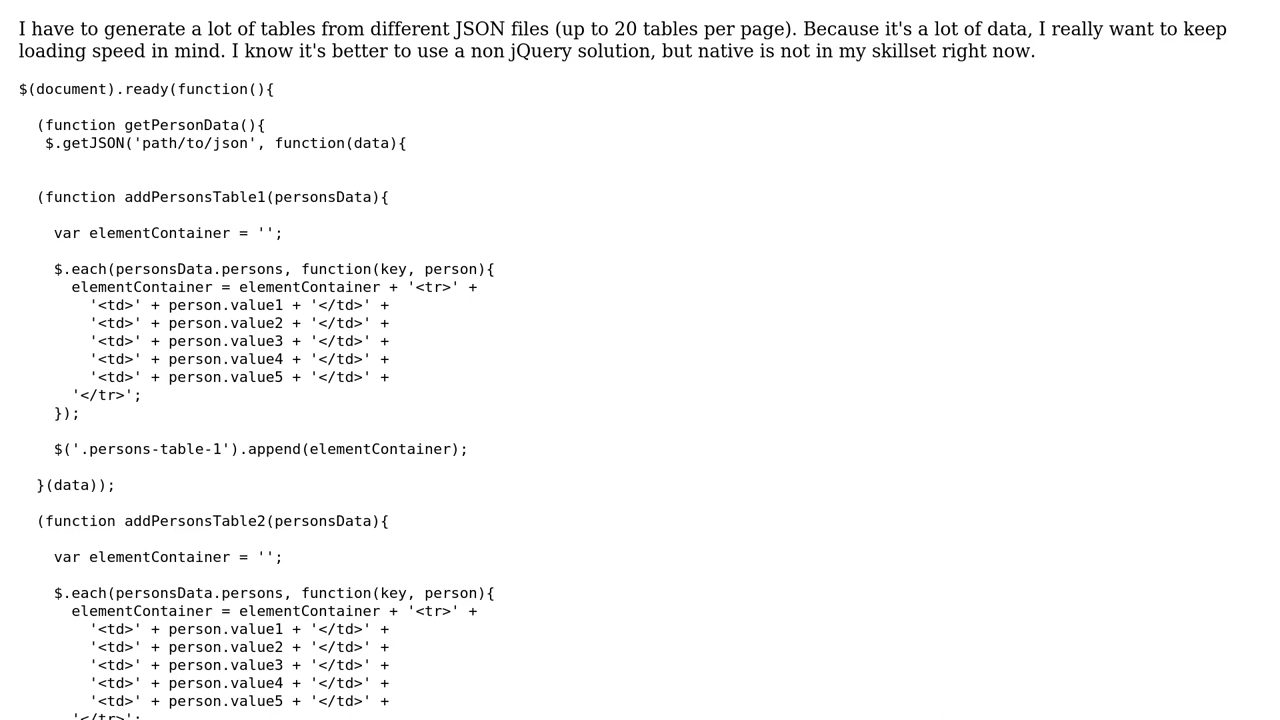 I have to generate a lot of tables from different JSON files (up to 20 tables per page). Because it's a lot of data, I really want to keep
loading speed in mind. I know it's better to use a non jQuery solution, but native is not in my skillset right now.
$(document).ready(function(){
(function getPersonData(){
$.getJSON('path/to/json', function(data){
(function addPersonsTable1(personsData){
var elementContainer = '';
$.each(personsData.persons, function(key, person){
elementContainer = elementContainer + '<tr>' +
'<td>' + person.value1 + '</td>' +
'<td>' + person.value2 + '</td>' +
'<td>' + person.value3 + '</td>' +
'<td>' + person.value4 + '</td>' +
'<td>' + person.value5 + '</td>' +
'</tr>';
});
$('.persons-table-1').append(elementContainer);
}(data));
(function addPersonsTable2(personsData){
var elementContainer = '';
$.each(personsData.persons, function(key, person){
elementContainer = elementContainer + '<tr>' +
'<td>' + person.value1 + '</td>' +
'<td>' + person.value2 + '</td>' +
'<td>' + person.value3 + '</td>' +
'<td>' + person.value4 + '</td>' +
'<td>' + person.value5 + '</td>' +
'</tr>';